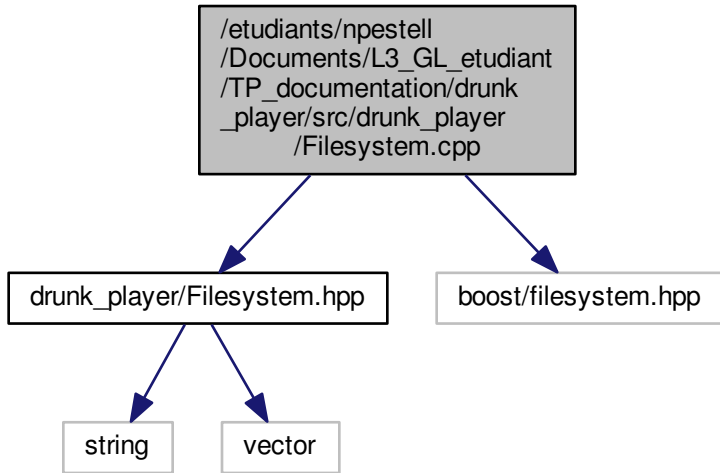 /etudiants/npestell
/Documents/L3_GL_etudiant
/TP_documentation/drunk
_player/src/drunk_player
/Filesystem.cpp
drunk_player/Filesystem.hpp
boost/filesystem.hpp
string
vector